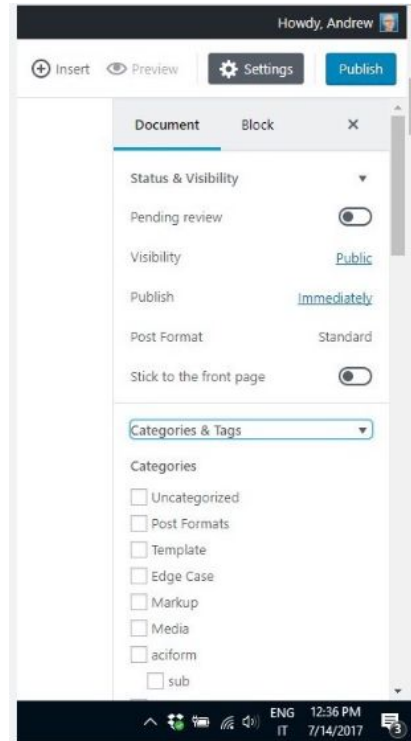 Howdy, Andrew
Insert Preview Settings Publish
Document Block ×
Status & Visibility
Pending review
Visibility Public
Publish Immediately
Post Format Standard
Stick to the front page
Categories & Tags
Categories
Uncategorized
Post Formats
Template
Edge Case
Markup
Media
aciform
sub
ENG 12:36 PM
IT 7/14/2017 3